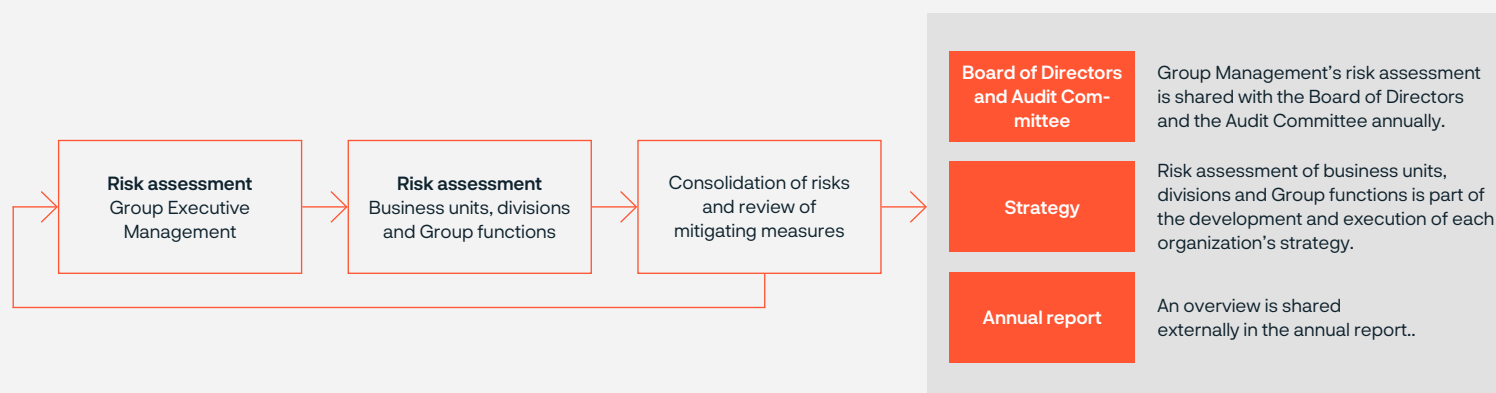 Risk assessment
Group Executive
Management
Risk assessment
Business units, divisions
and Group functions
Consolidation of risks
and review of
mitigating measures
Board of Directors
and Audit Com-
mittee
Group Management’s risk assessment
is shared with the Board of Directors
and the Audit Committee annually.
Strategy
Risk assessment of business units,
divisions and Group functions is part of
the development and execution of each
organization’s strategy.
Annual report
An overview is shared
externally in the annual report..